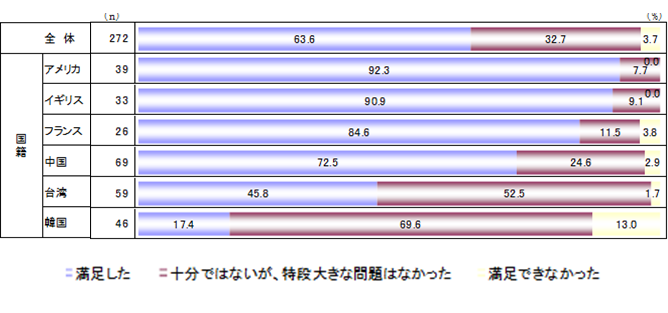 (n) (%)
全 体 272 63.6 32.7 3.7
アメリカ 39 92.3 7.7 0.0
イギリス 33 90.9 9.1 0.0
フランス 26 84.6 11.5 3.8
国籍
中国 69 72.5 24.6 2.9
台湾 59 45.8 52.5 1.7
韓国 46 17.4 69.6 13.0
満足した 十分ではないが、特段大きな問題はなかった 満足できなかった